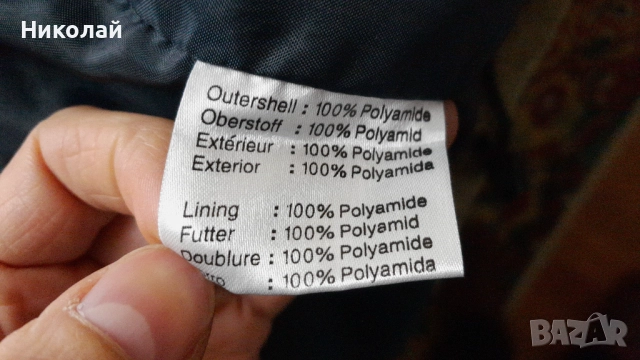 Николай
Outershell : 100% Polyamide
Oberstoff : 100% Polyamid
Extérieur : 100% Polyamide
Exterior : 100% Polyamida
Lining : 100% Polyamide
Futter : 100% Polyamid
Doublure : 100% Polyamide
: 100% Polyamida
BAZAR